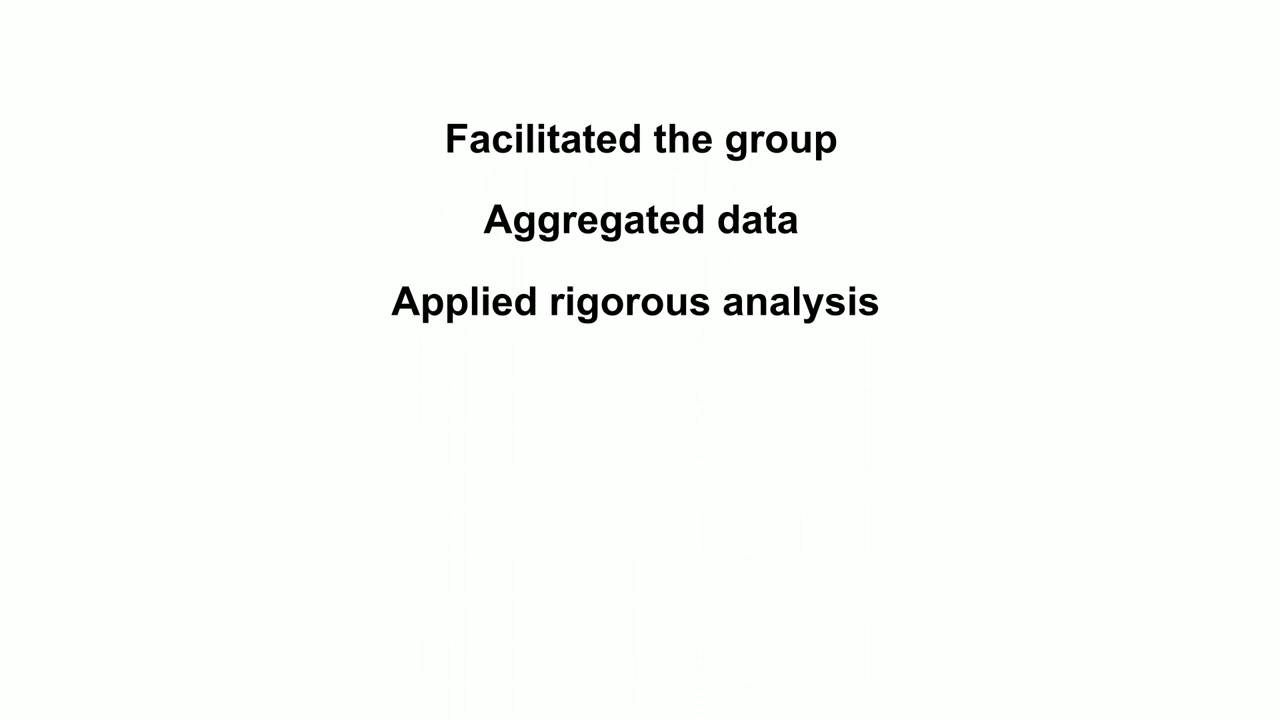 Facilitated the group
Aggregated data
Applied rigorous analysis